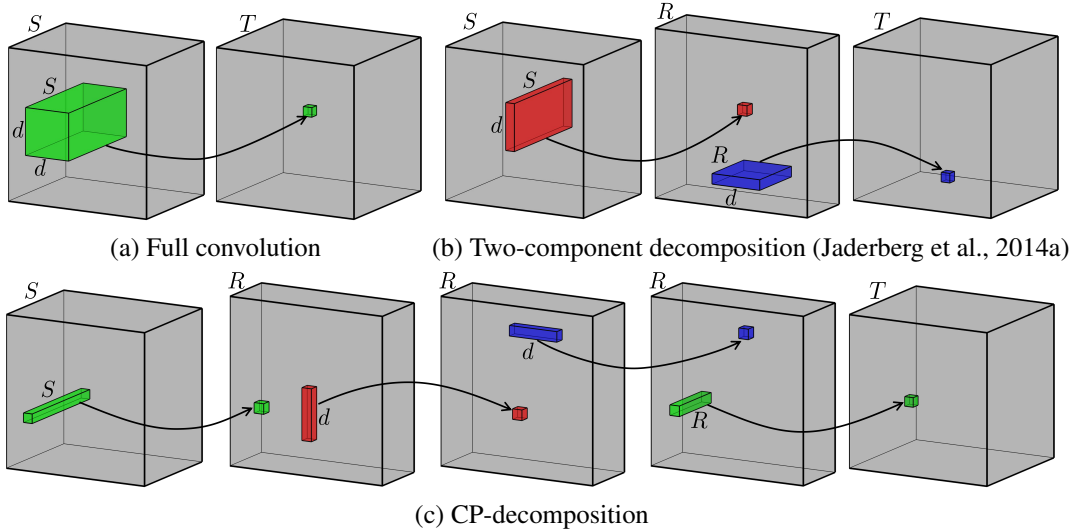 S
T
S
d
d
(a) Full convolution
S
R
T
S
d
R
d
(b) Two-component decomposition (Jaderberg et al., 2014a)
S
R
R
R
T
S
d
d
R
(c) CP-decomposition